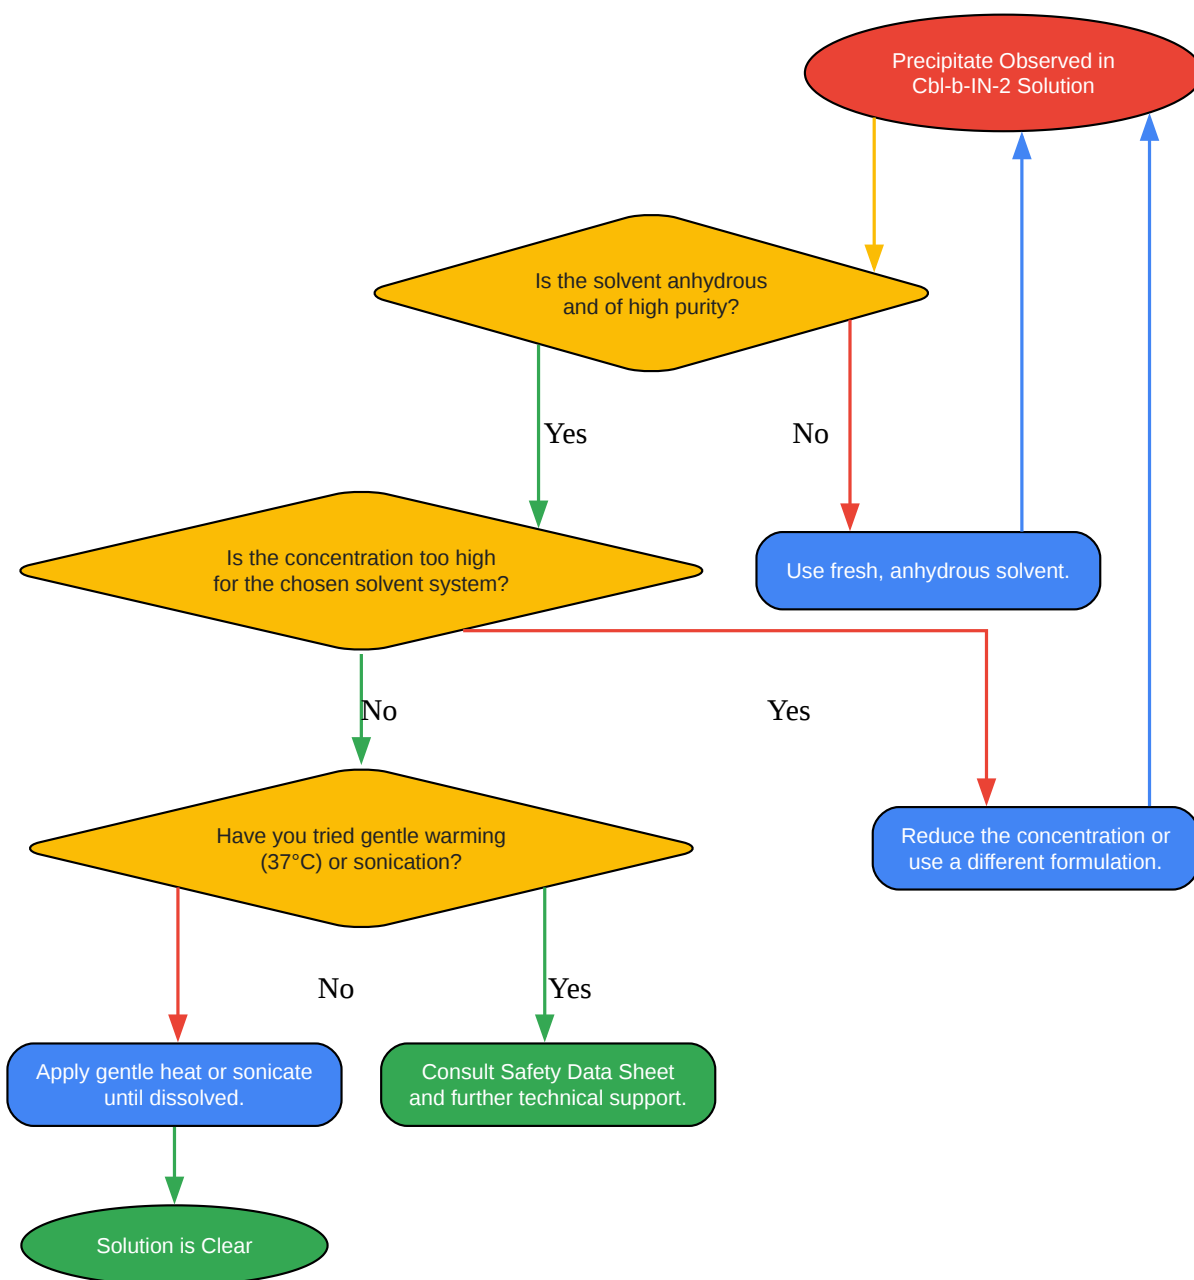 Precipitate Observed in
Cbl-b-IN-2 Solution
Is the solvent anhydrous
and of high purity?
Yes
No
Is the concentration too high
for the chosen solvent system?
Use fresh, anhydrous solvent.
No
Yes
Have you tried gentle warming
(37°C) or sonication?
Reduce the concentration or
use a different formulation.
No
Yes
Apply gentle heat or sonicate
until dissolved.
Consult Safety Data Sheet
and further technical support.
Solution is Clear